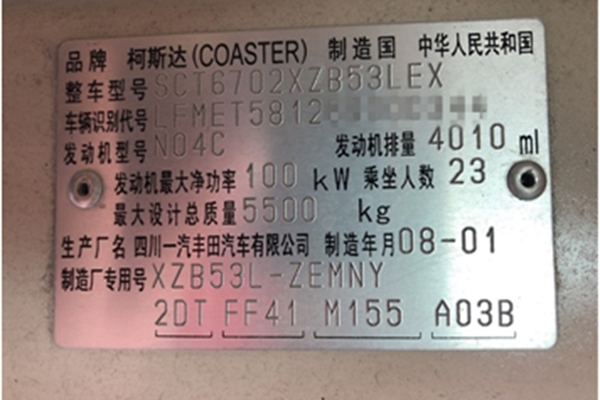 品牌 柯斯达(COASTER) 制造国 中华人民共和国
整车型号 SCT6702XZB53LEX
车辆识别代号 LFMET5812
发动机型号 N04C 发动机排量 4010 ml
发动机最大净功率 100 kW 乘坐人数 23
最大设计总质量 5500 kg
生产厂名 四川一汽丰田汽车有限公司 制造年月 08-01
制造厂专用号 XZB53L-ZEMNY
2DT FF41 M155 A03B